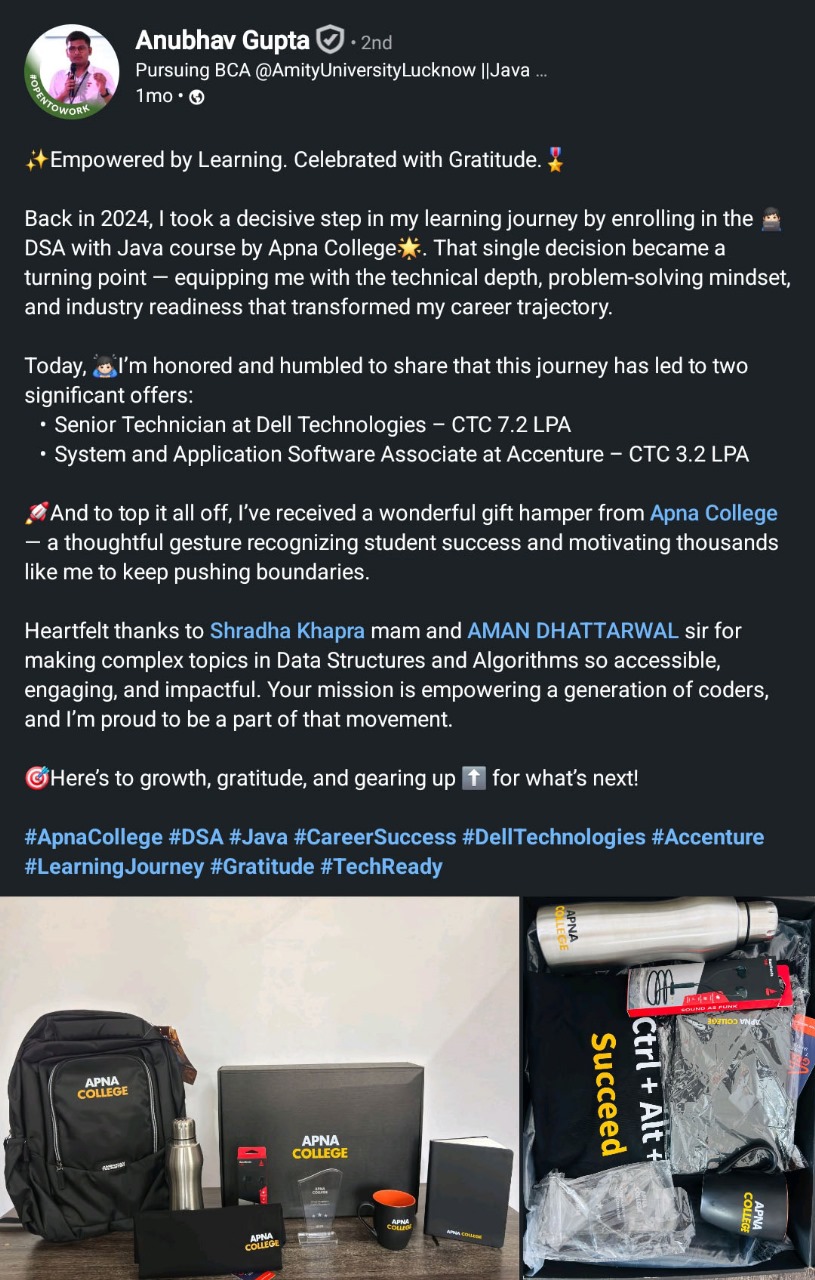 Anubhav Gupta • 2nd
Pursuing BCA @AmityUniversityLucknow ||Java ...
1mo •
#OPENTOWORK
✨Empowered by Learning. Celebrated with Gratitude.🎖️
Back in 2024, I took a decisive step in my learning journey by enrolling in the 🧑🏻‍💻
DSA with Java course by Apna College🌟. That single decision became a
turning point — equipping me with the technical depth, problem-solving mindset,
and industry readiness that transformed my career trajectory.
Today, 🙇🏻I’m honored and humbled to share that this journey has led to two
significant offers:
• Senior Technician at Dell Technologies – CTC 7.2 LPA
• System and Application Software Associate at Accenture – CTC 3.2 LPA
🚀And to top it all off, I’ve received a wonderful gift hamper from Apna College
— a thoughtful gesture recognizing student success and motivating thousands
like me to keep pushing boundaries.
Heartfelt thanks to Shradha Khapra mam and AMAN DHATTARWAL sir for
making complex topics in Data Structures and Algorithms so accessible,
engaging, and impactful. Your mission is empowering a generation of coders,
and I’m proud to be a part of that movement.
🎯Here’s to growth, gratitude, and gearing up ⬆️ for what’s next!
#ApnaCollege #DSA #Java #CareerSuccess #DellTechnologies #Accenture
#LearningJourney #Gratitude #TechReady
APNA
COLLEGE
APNA
COLLEGE
APNA
COLLEGE
APNA
COLLEGE
APNA COLLEGE
APNA
COLLEGE
SOUND AS PUNK
APNA
COLLEGE
Ctrl + Alt +
Succeed
APNA
COLLEGE